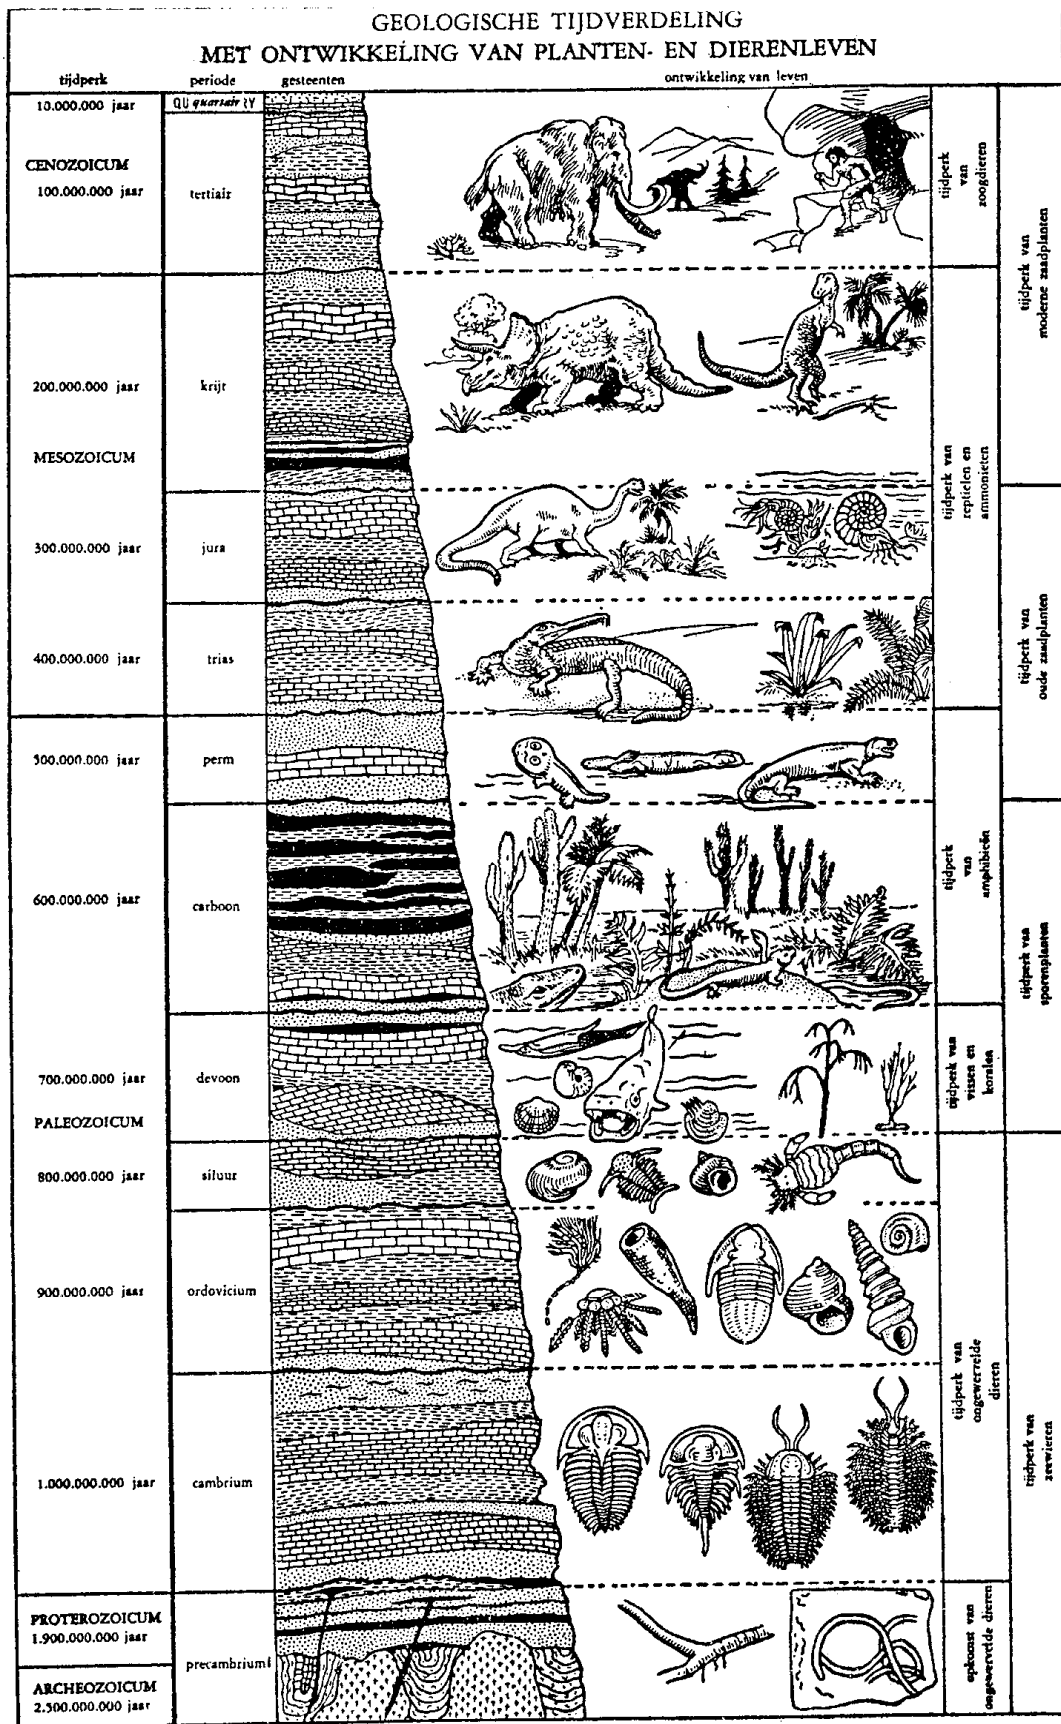 GEOLOGISCHE TIJDVERDELING
MET ONTWIKKELING VAN PLANTEN- EN DIERENLEVEN
tijdperk periode gesteenten ontwikkeling van leven
10.000.000 jaar
quartair
CENOZOICUM
100.000.000 jaar
tertiair
tijdperk
van
zoogdieren
tijdperk van
moderne zaadplanten
200.000.000 jaar
krijt
MESOZOICUM
tijdperk van
reptielen en
ammonieten
300.000.000 jaar
jura
400.000.000 jaar
trias
tijdperk van
oude zaadplanten
500.000.000 jaar
perm
600.000.000 jaar
carboon
tijdperk
van
amphibieën
tijdperk van
sporenplanten
700.000.000 jaar
devoon
PALEOZOICUM
tijdperk van
vissen en
koralen
800.000.000 jaar
siluur
900.000.000 jaar
ordovicium
tijdperk van
ongewervelde
dieren
1.000.000.000 jaar
cambrium
tijdperk van
zeewieren
PROTEROZOICUM
1.900.000.000 jaar
precambrium
opkomst van
ongewervelde dieren
ARCHEOZOICUM
2.500.000.000 jaar